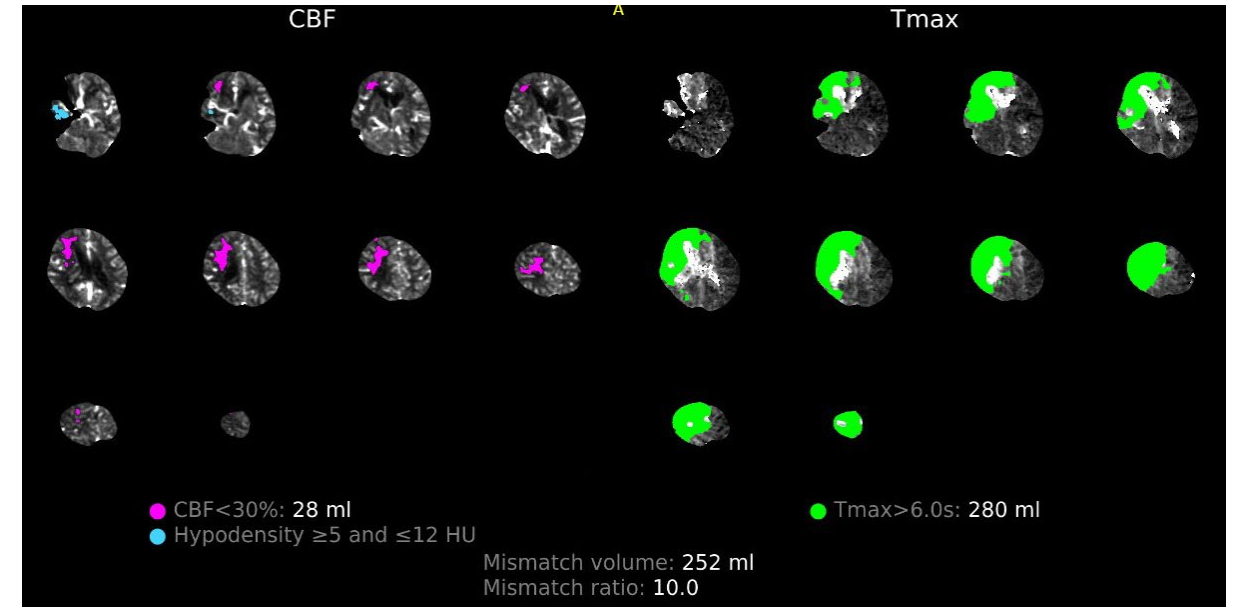 A
CBF
Tmax
CBF<30%: 28 ml
Tmax>6.0s: 280 ml
Hypodensity ≥5 and ≤12 HU
Mismatch volume: 252 ml
Mismatch ratio: 10.0